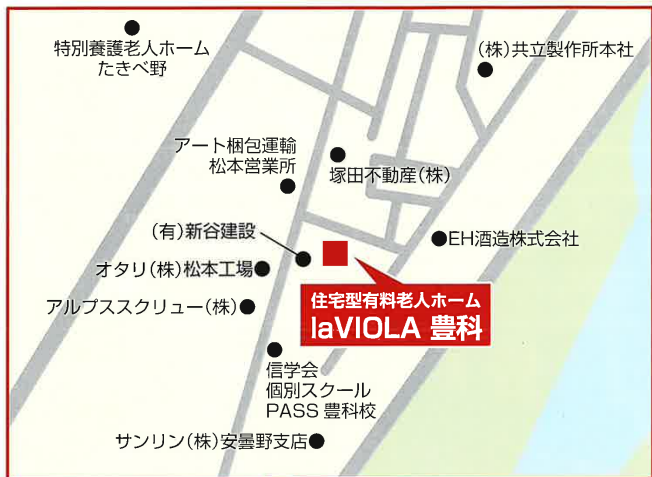 特別養護老人ホーム
たきべ野
(株)共立製作所本社
アート梱包運輸
松本営業所
塚田不動産(株)
(有)新谷建設
EH酒造株式会社
オタリ(株)松本工場
住宅型有料老人ホーム
laVIOLA 豊科
アルプススクリュー(株)
信学会
個別スクール
PASS 豊科校
サンリン(株)安曇野支店